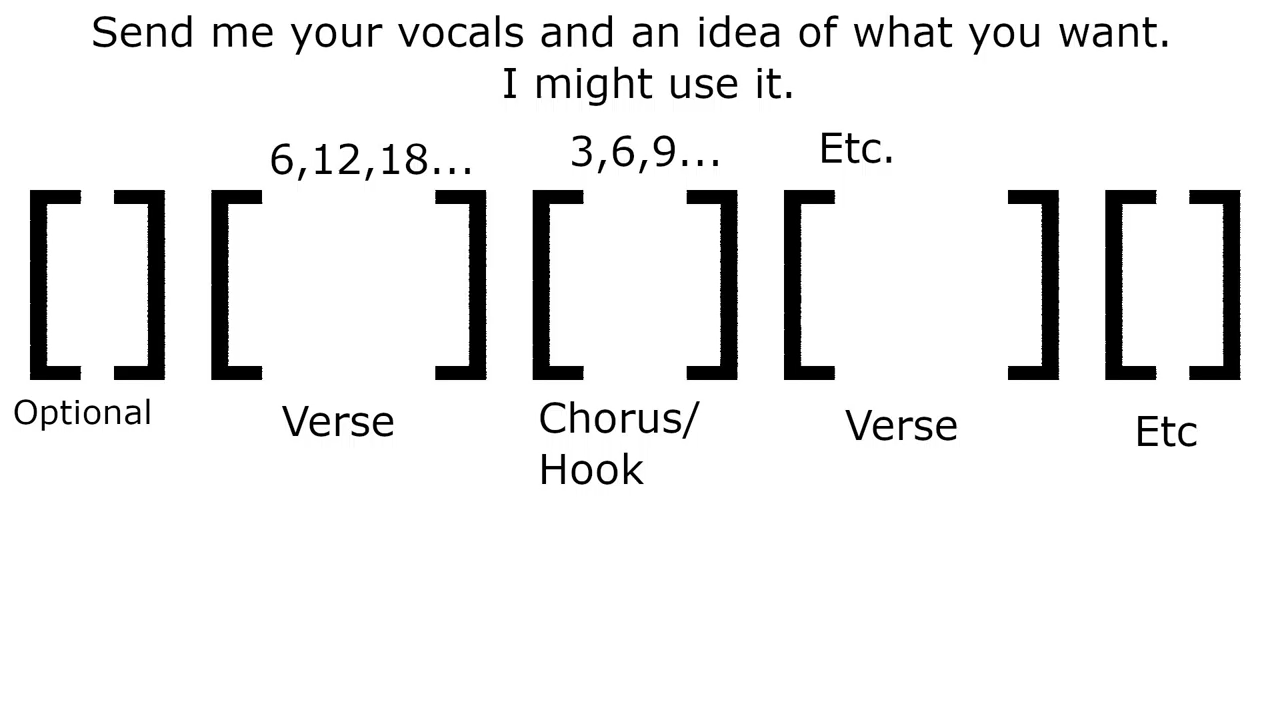 Send me your vocals and an idea of what you want.
I might use it.
6,12,18...
3,6,9...
Etc.
Optional
Verse
Chorus/
Hook
Verse
Etc